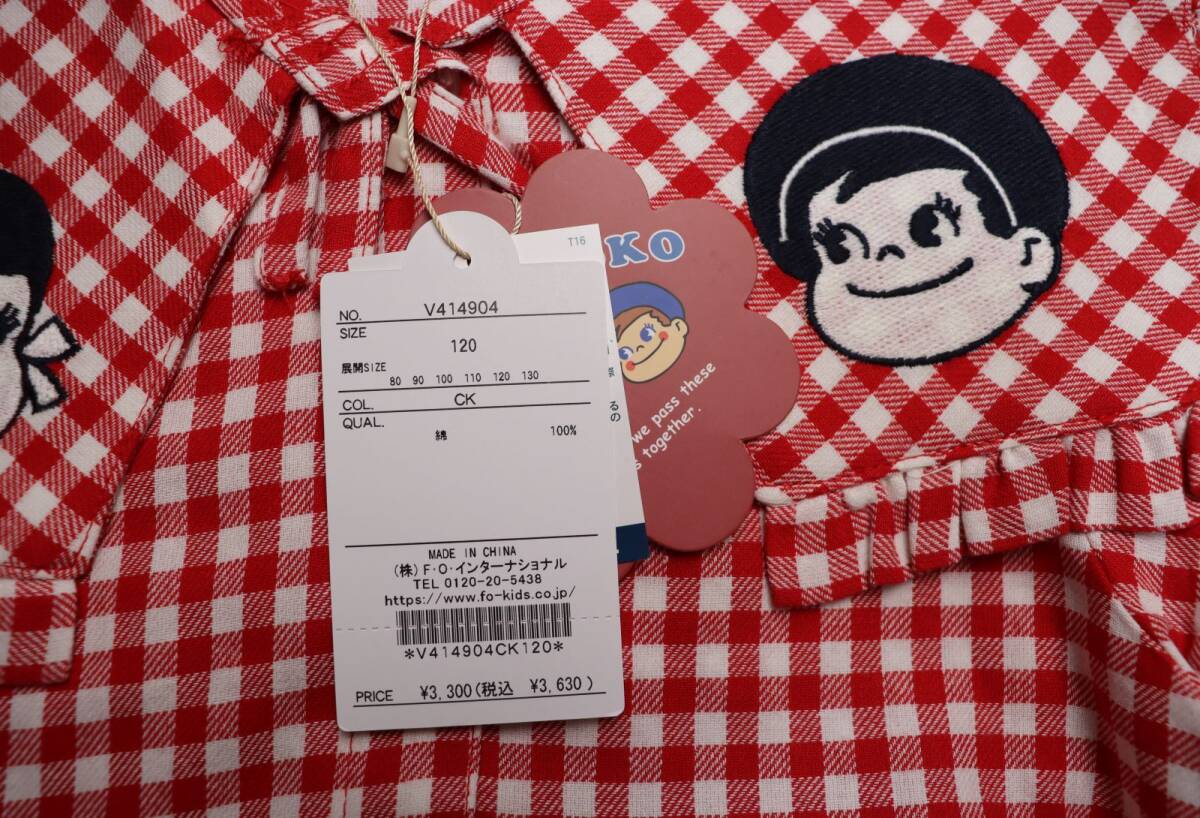 NO. V414904
SIZE
120
展開SIZE
80 90 100 110 120 130
COL. CK
QUAL.
綿 100%
MADE IN CHINA
(株)F・O・インターナショナル
TEL 0120-20-5438
https://www.fo-kids.co.jp/
*V414904CK120*
PRICE ¥3,300(税込 ¥3,630)
T16
KO
we pass these
together.
るの